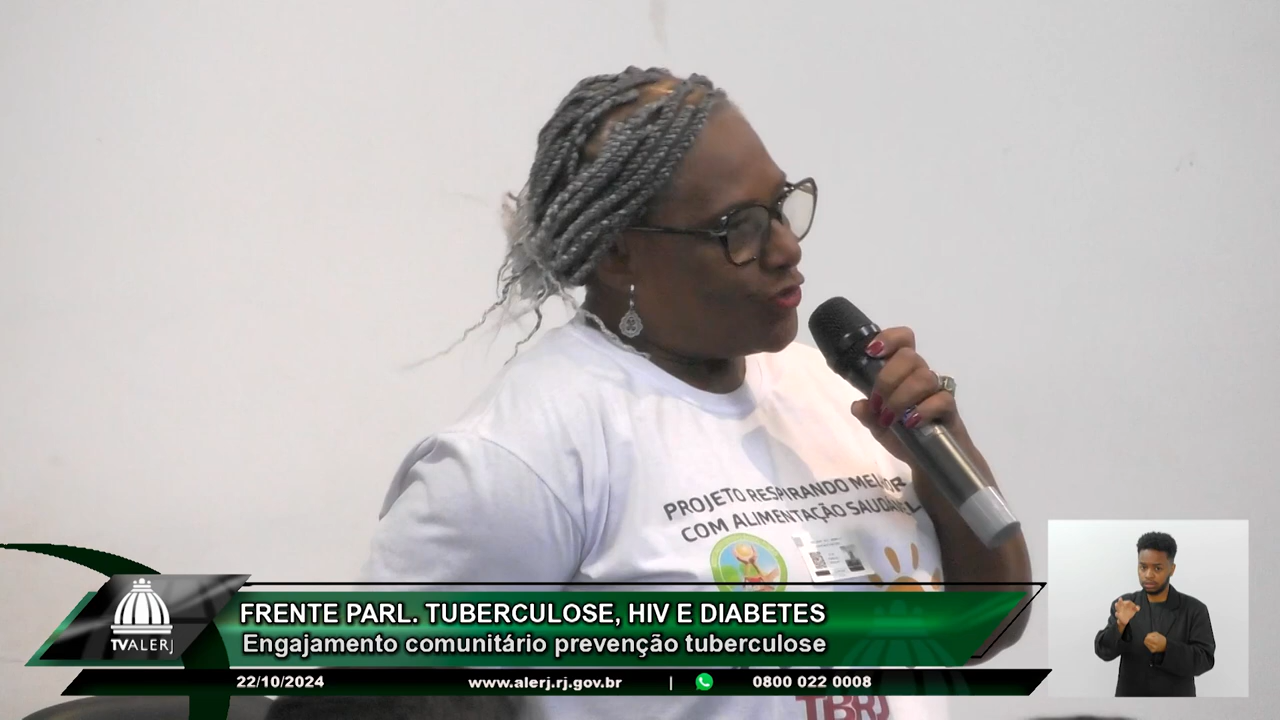 PROJETO RESPIRANDO MELHOR
COM ALIMENTAÇÃO SAUDÁVEL
TVALERJ
FRENTE PARL. TUBERCULOSE, HIV E DIABETES
Engajamento comunitário prevenção tuberculose
22/10/2024 www.alerj.rj.gov.br | 0800 022 0008
TBRJ